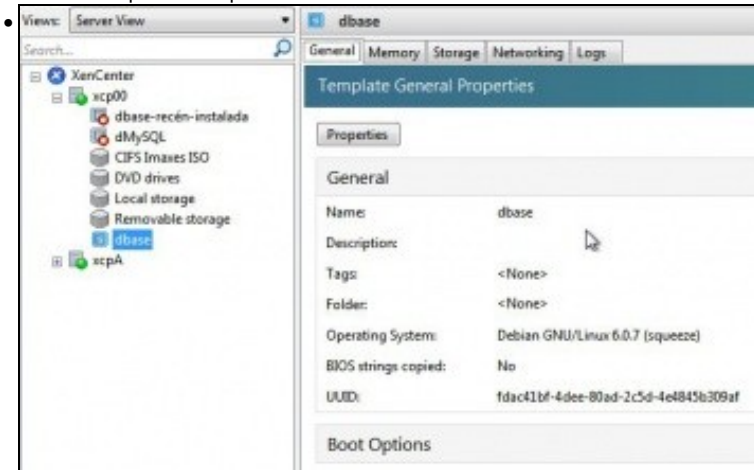 Views: Server View
Search...
XenCenter
xcp00
dbase-recén-instalada
dMySQL
CIFS Imaxes ISO
DVD drives
Local storage
Removable storage
dbase
xcpA
dbase
General Memory Storage Networking Logs
Template General Properties
Properties
General
Name: dbase
Description:
Tags: <None>
Folder: <None>
Operating System: Debian GNU/Linux 6.0.7 (squeeze)
BIOS strings copied: No
UUID: fdac41bf-4dee-80ad-2c5d-4e4845b309af
Boot Options